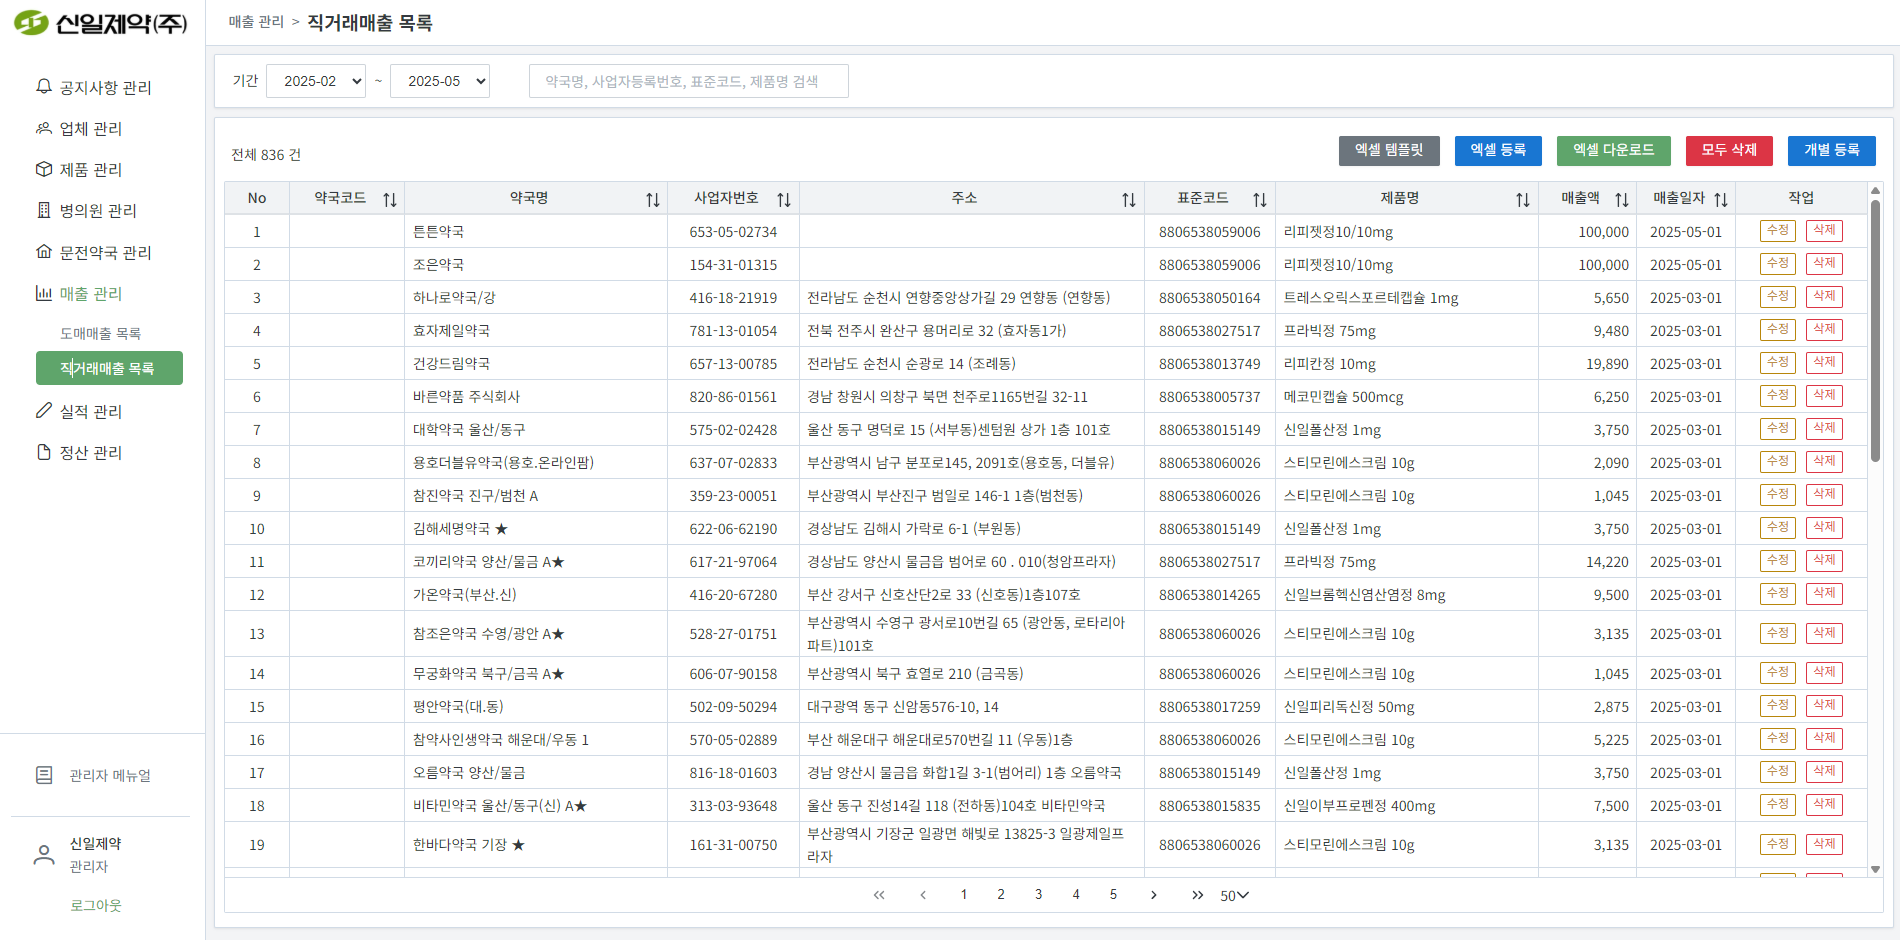 신일제약(주)
매출 관리 > 직거래매출 목록
공지사항 관리
업체 관리
제품 관리
병의원 관리
문전약국 관리
매출 관리
도매매출 목록
직거래매출 목록
실적 관리
정산 관리
관리자 메뉴얼
신일제약
관리자
로그아웃
기간 2025-02 ~ 2025-05 약국명, 사업자등록번호, 표준코드, 제품명 검색
전체 836 건 엑셀 템플릿 엑셀 등록 엑셀 다운로드 모두 삭제 개별 등록
No 약국코드 약국명 사업자번호 주소 표준코드 제품명 매출액 매출일자 작업
1 튼튼약국 653-05-02734 8806538059006 리피젯정10/10mg 100,000 2025-05-01 수정 삭제
2 조은약국 154-31-01315 8806538059006 리피젯정10/10mg 100,000 2025-05-01 수정 삭제
3 하나로약국/강 416-18-21919 전라남도 순천시 연향중앙상가길 29 연향동 (연향동) 8806538050164 트레스오릭스포르테캡슐 1mg 5,650 2025-03-01 수정 삭제
4 효자제일약국 781-13-01054 전북 전주시 완산구 용머리로 32 (효자동1가) 8806538027517 프라빅정 75mg 9,480 2025-03-01 수정 삭제
5 건강드림약국 657-13-00785 전라남도 순천시 순광로 14 (조례동) 8806538013749 리피칸정 10mg 19,890 2025-03-01 수정 삭제
6 바른약품 주식회사 820-86-01561 경남 창원시 의창구 북면 천주로1165번길 32-11 8806538005737 메코민캡슐 500mcg 6,250 2025-03-01 수정 삭제
7 대학약국 울산/동구 575-02-02428 울산 동구 명덕로 15 (서부동)센텀원 상가 1층 101호 8806538015149 신일폴산정 1mg 3,750 2025-03-01 수정 삭제
8 용호더블유약국(용호.온라인팜) 637-07-02833 부산광역시 남구 분포로145, 2091호(용호동, 더블유) 8806538060026 스티모린에스크림 10g 2,090 2025-03-01 수정 삭제
9 참진약국 진구/범천 A 359-23-00051 부산광역시 부산진구 범일로 146-1 1층(범천동) 8806538060026 스티모린에스크림 10g 1,045 2025-03-01 수정 삭제
10 김해세명약국 ★ 622-06-62190 경상남도 김해시 가락로 6-1 (부원동) 8806538015149 신일폴산정 1mg 3,750 2025-03-01 수정 삭제
11 코끼리약국 양산/물금 A★ 617-21-97064 경상남도 양산시 물금읍 범어로 60 . 010(청암프라자) 8806538027517 프라빅정 75mg 14,220 2025-03-01 수정 삭제
12 가온약국(부산.신) 416-20-67280 부산 강서구 신호산단2로 33 (신호동)1층107호 8806538014265 신일브롬헥신염산염정 8mg 9,500 2025-03-01 수정 삭제
13 참조은약국 수영/광안 A★ 528-27-01751 부산광역시 수영구 광서로10번길 65 (광안동, 로타리아
파트)101호 8806538060026 스티모린에스크림 10g 3,135 2025-03-01 수정 삭제
14 무궁화약국 북구/금곡 A★ 606-07-90158 부산광역시 북구 효열로 210 (금곡동) 8806538060026 스티모린에스크림 10g 1,045 2025-03-01 수정 삭제
15 평안약국(대.동) 502-09-50294 대구광역 동구 신암동576-10, 14 8806538017259 신일피리독신정 50mg 2,875 2025-03-01 수정 삭제
16 참약사인생약국 해운대/우동 1 570-05-02889 부산 해운대구 해운대로570번길 11 (우동)1층 8806538060026 스티모린에스크림 10g 5,225 2025-03-01 수정 삭제
17 오름약국 양산/물금 816-18-01603 경남 양산시 물금읍 화합1길 3-1(범어리) 1층 오름약국 8806538015149 신일폴산정 1mg 3,750 2025-03-01 수정 삭제
18 비타민약국 울산/동구(신) A★ 313-03-93648 울산 동구 진성14길 118 (전하동)104호 비타민약국 8806538015835 신일이부프로펜정 400mg 7,500 2025-03-01 수정 삭제
19 한바다약국 기장 ★ 161-31-00750 부산광역시 기장군 일광면 해빛로 13825-3 일광제일프
라자 8806538060026 스티모린에스크림 10g 3,135 2025-03-01 수정 삭제
« ‹ 1 2 3 4 5 › » 50